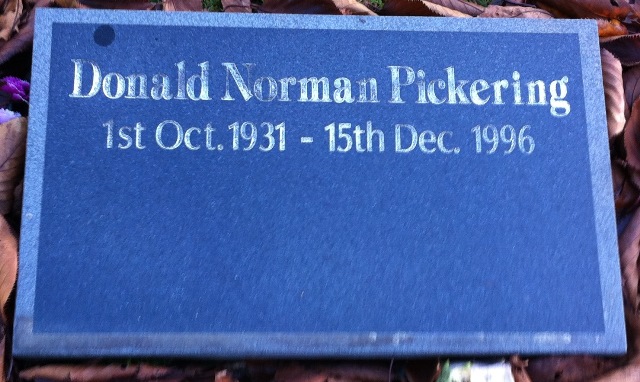 Donald Norman Pickering
1st Oct. 1931 - 15th Dec. 1996